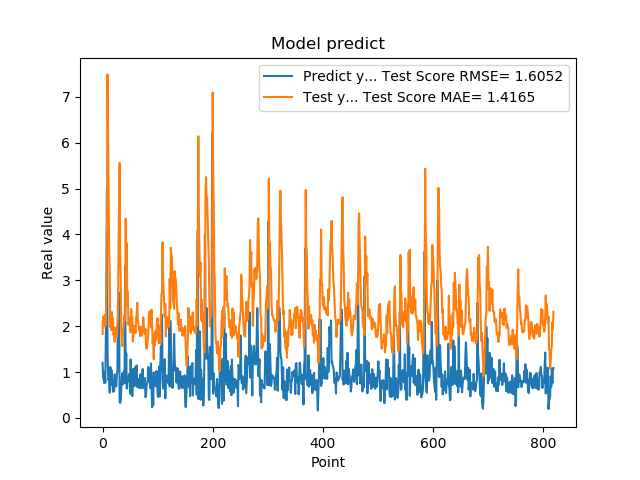 Model predict
Predict y... Test Score RMSE= 1.6052
Test y... Test Score MAE= 1.4165
Real value
7
6
5
4
3
2
1
0
0 200 400 600 800
Point